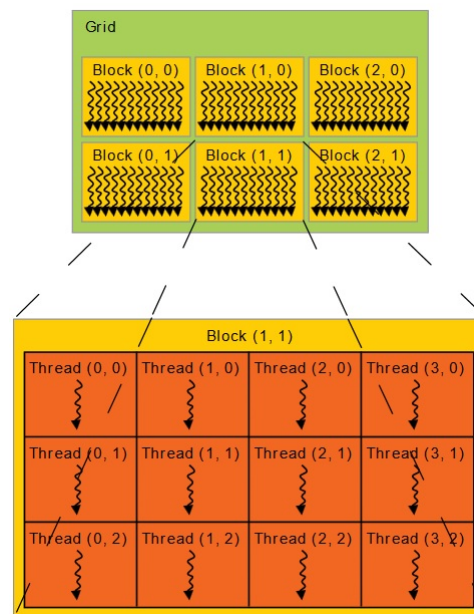 Grid
Block (0, 0) Block (1, 0) Block (2, 0)
Block (0, 1) Block (1, 1) Block (2, 1)
Block (1, 1)
Thread (0, 0) Thread (1, 0) Thread (2, 0) Thread (3, 0)
Thread (0, 1) Thread (1, 1) Thread (2, 1) Thread (3, 1)
Thread (0, 2) Thread (1, 2) Thread (2, 2) Thread (3, 2)